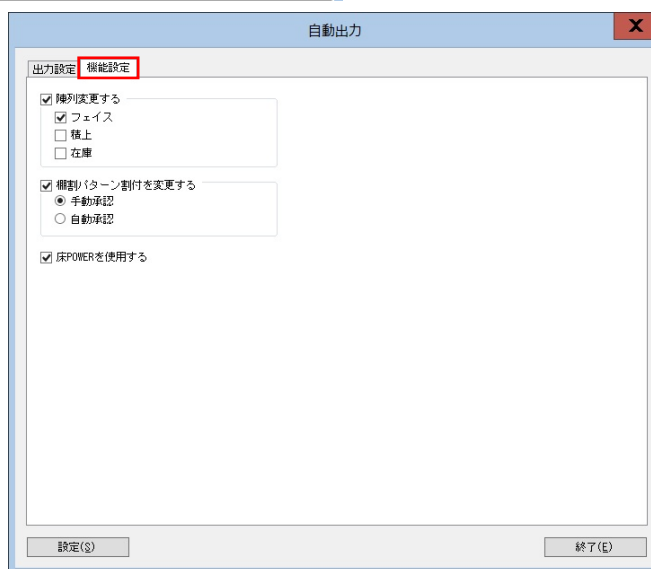 自動出力
X
出力設定 機能設定
陳列変更する
フェイス
積上
在庫
棚割パターン割付を変更する
手動承認
自動承認
床POWERを使用する
設定(S) 終了(E)